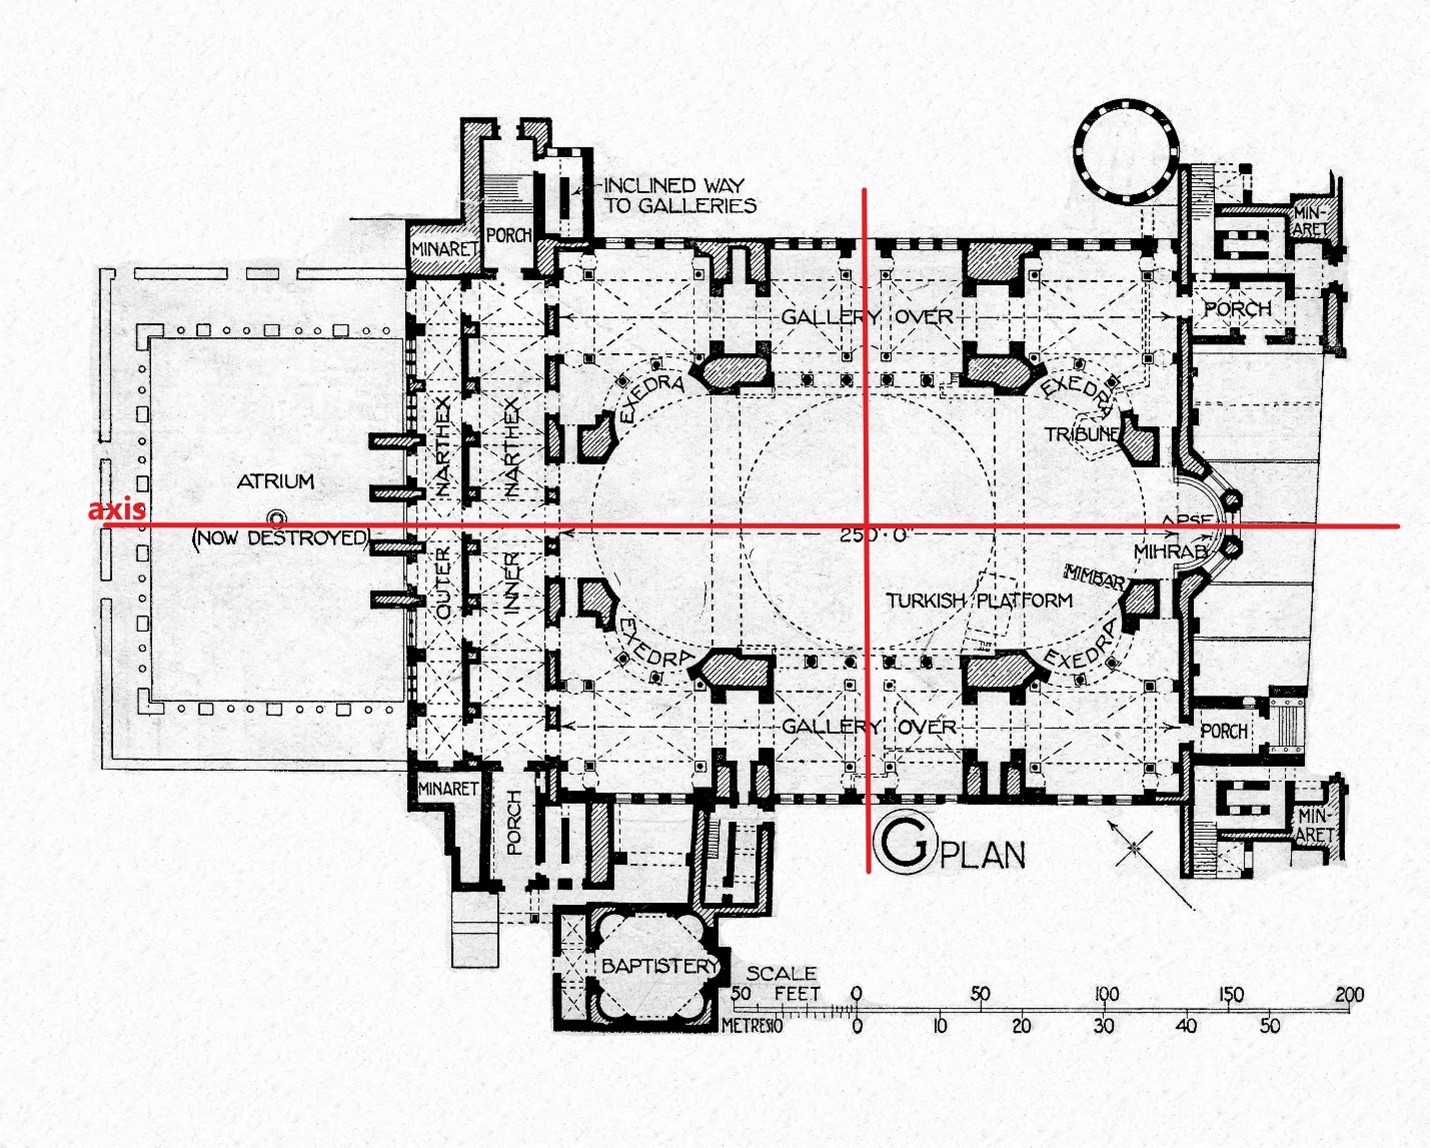 INCLINED WAY
TO GALLERIES
MINARET
PORCH
MIN-
ARET
PORCH
GALLERY OVER
EXEDRA
EXEDRA
TRIBUNE
OUTER NARTHEX
INNER NARTHEX
ATRIUM
axis
(NOW DESTROYED)
250'·0"
APSE
MIHRAB
MIMBAR
TURKISH PLATFORM
EXEDRA
EXEDRA
GALLERY OVER
PORCH
MINARET
PORCH
MIN-
ARET
G PLAN
BAPTISTERY
SCALE
50 FEET 0 50 100 150 200
METRES 10 0 10 20 30 40 50